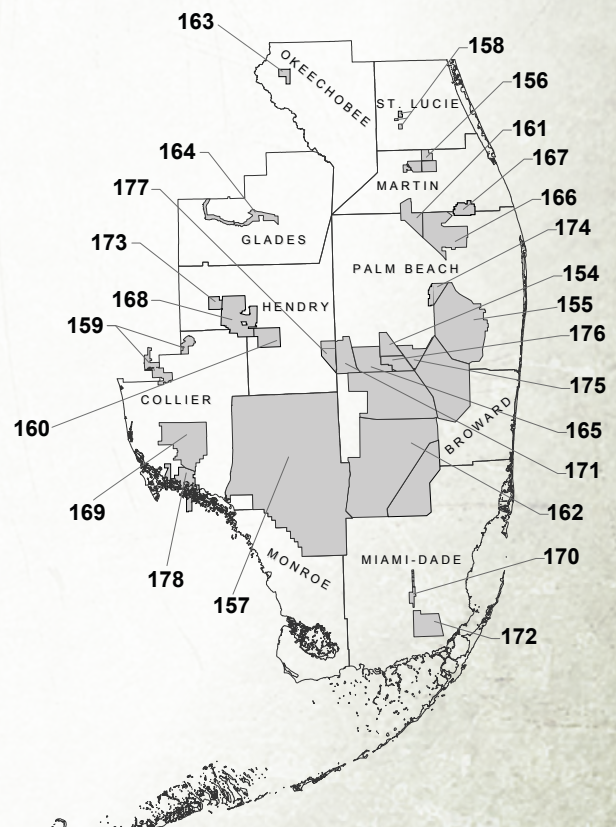 163
158
OKEECHOBEE
156
ST. LUCIE
161
164
167
177
MARTIN
166
174
173
GLADES
PALM BEACH
154
168
HENDRY
155
159
176
175
COLLIER
BROWARD
160
165
171
169
162
MIAMI-DADE
170
178
157
MONROE
172